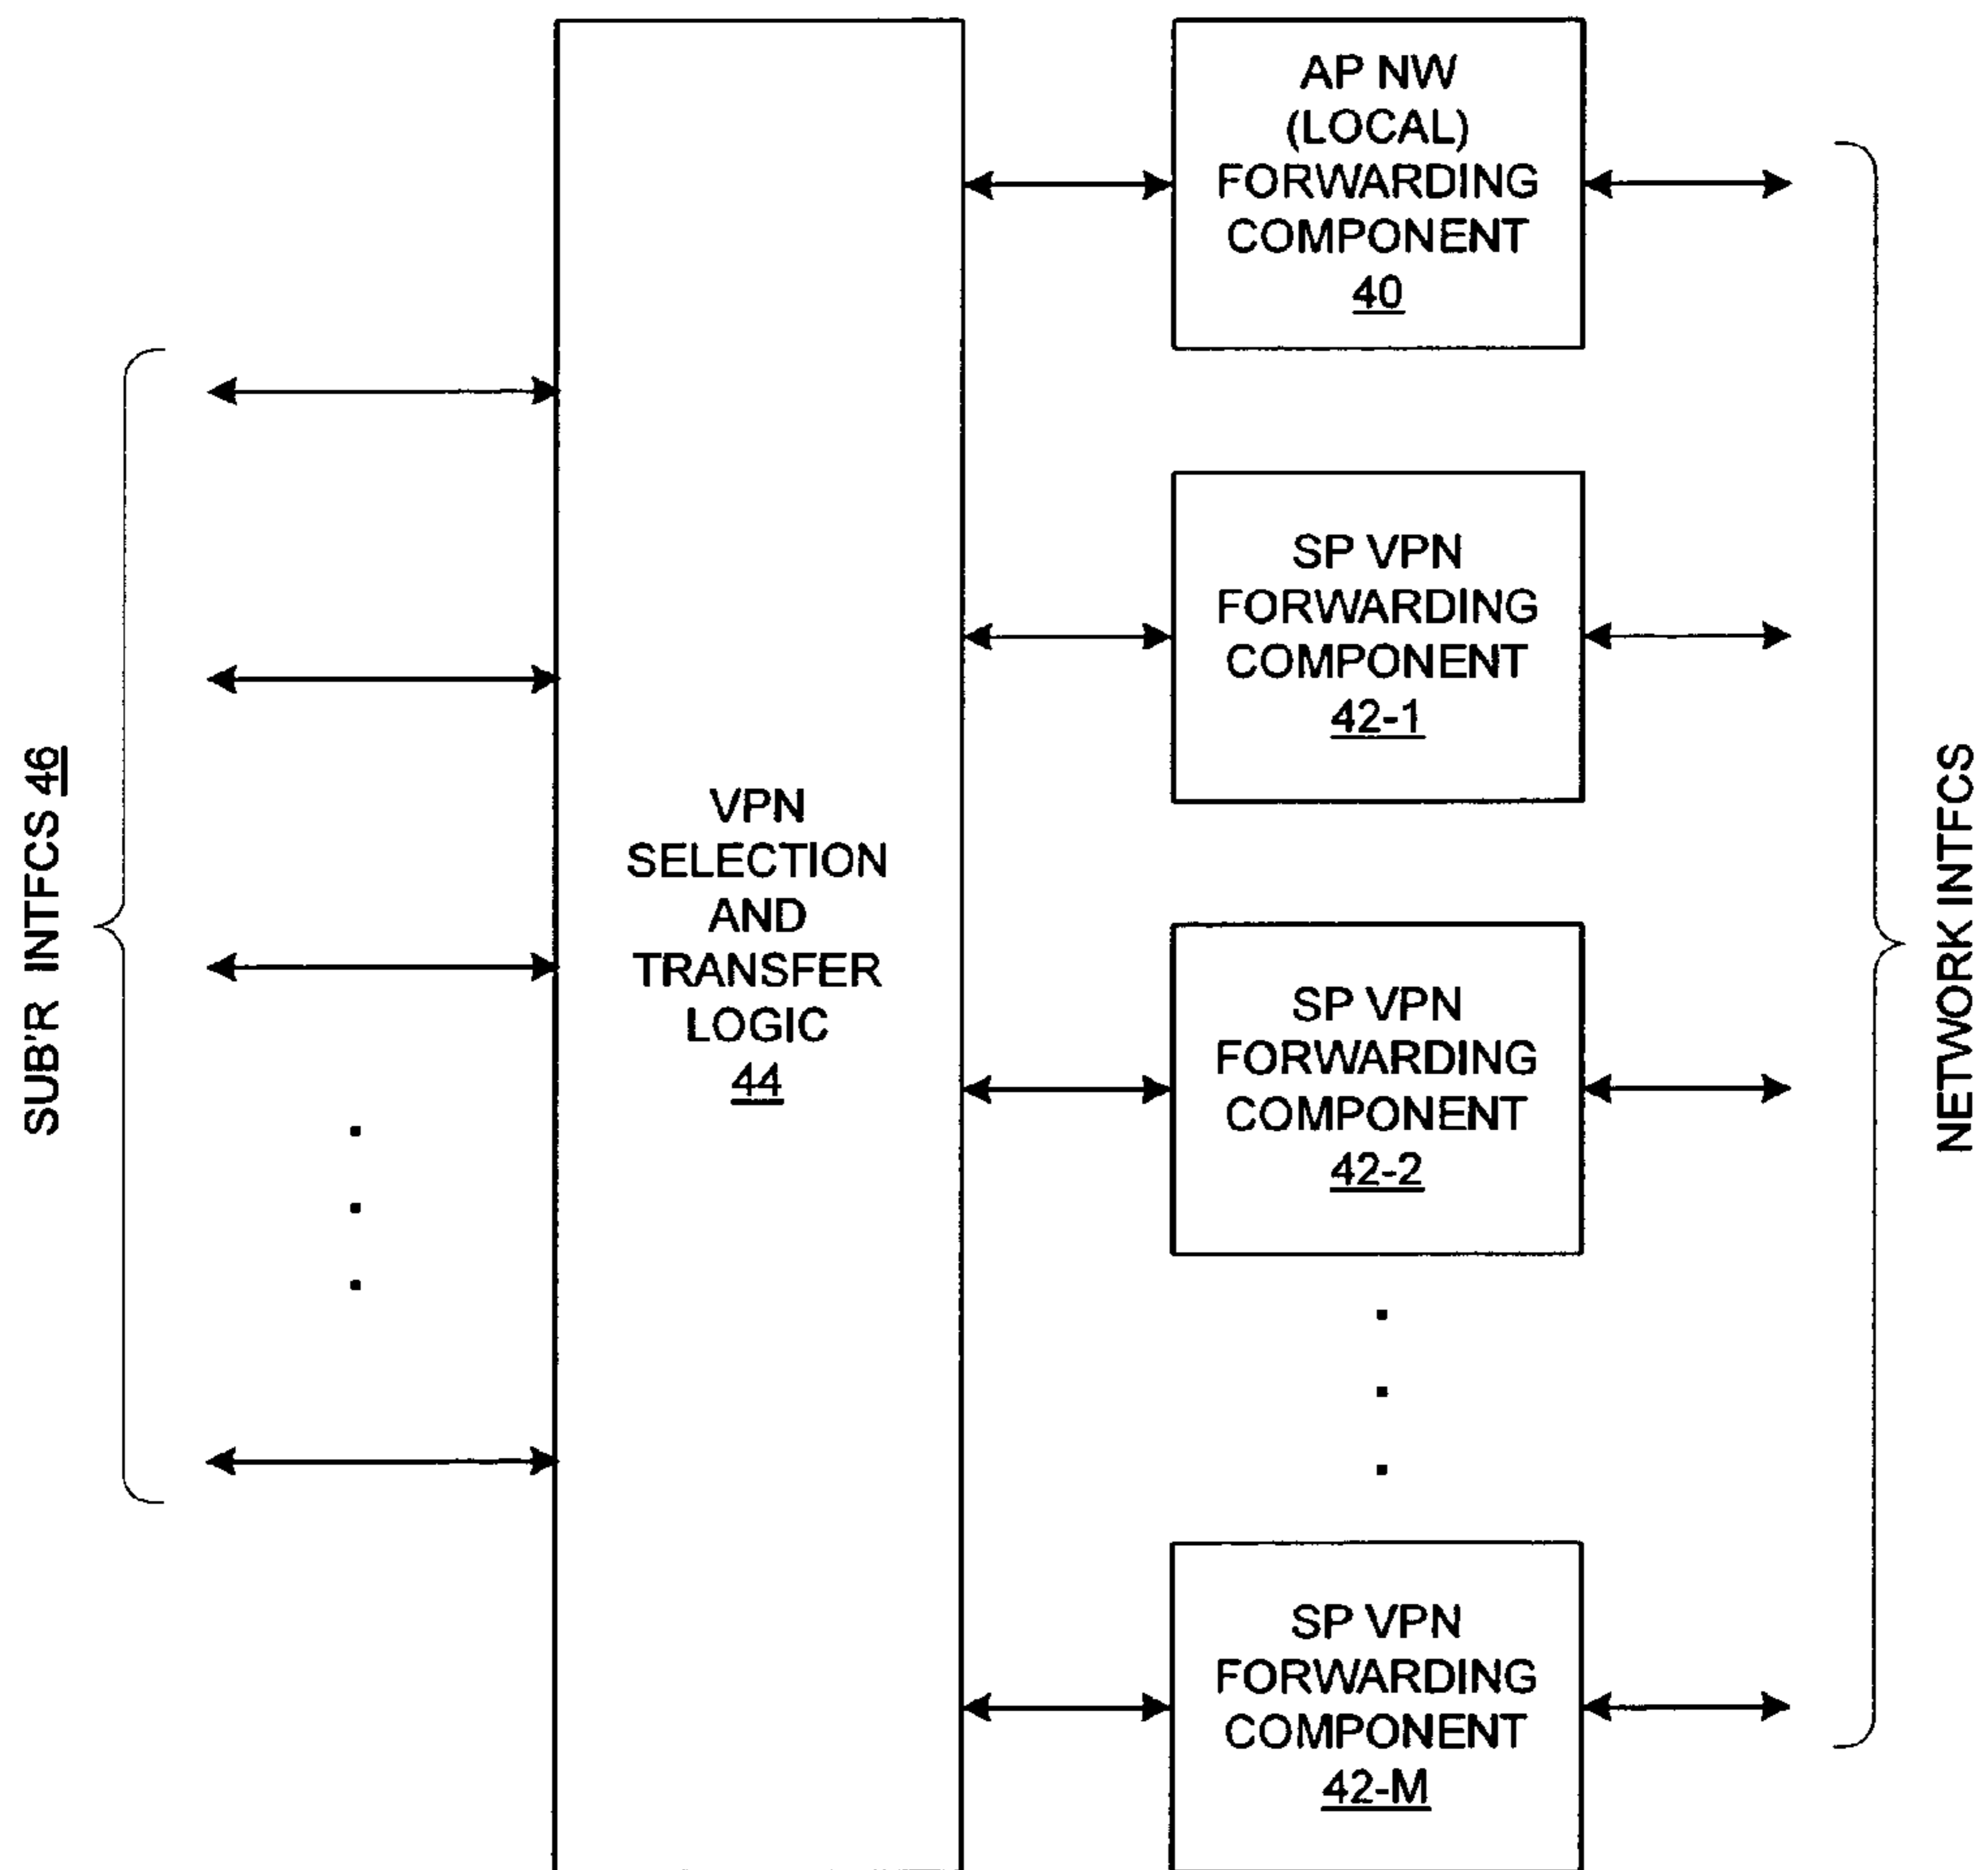 SUB'R INTFCS 46
VPN
SELECTION
AND
TRANSFER
LOGIC
44
AP NW
(LOCAL)
FORWARDING
COMPONENT
40
SP VPN
FORWARDING
COMPONENT
42-1
SP VPN
FORWARDING
COMPONENT
42-2
SP VPN
FORWARDING
COMPONENT
42-M
NETWORK INTFCS